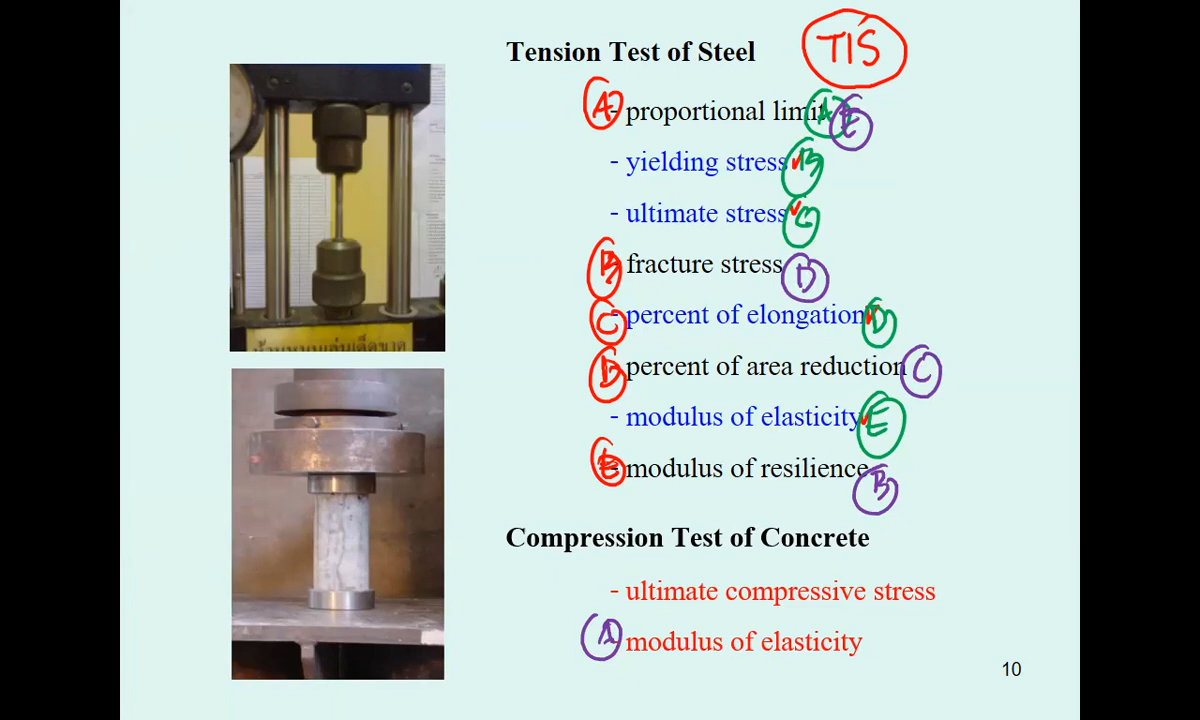 Tension Test of Steel TIS
A - proportional limit A E
- yielding stress B
- ultimate stress C
B fracture stress D
C - percent of elongation D
D - percent of area reduction C
- modulus of elasticity E
E - modulus of resilience B
Compression Test of Concrete
- ultimate compressive stress
A modulus of elasticity
10